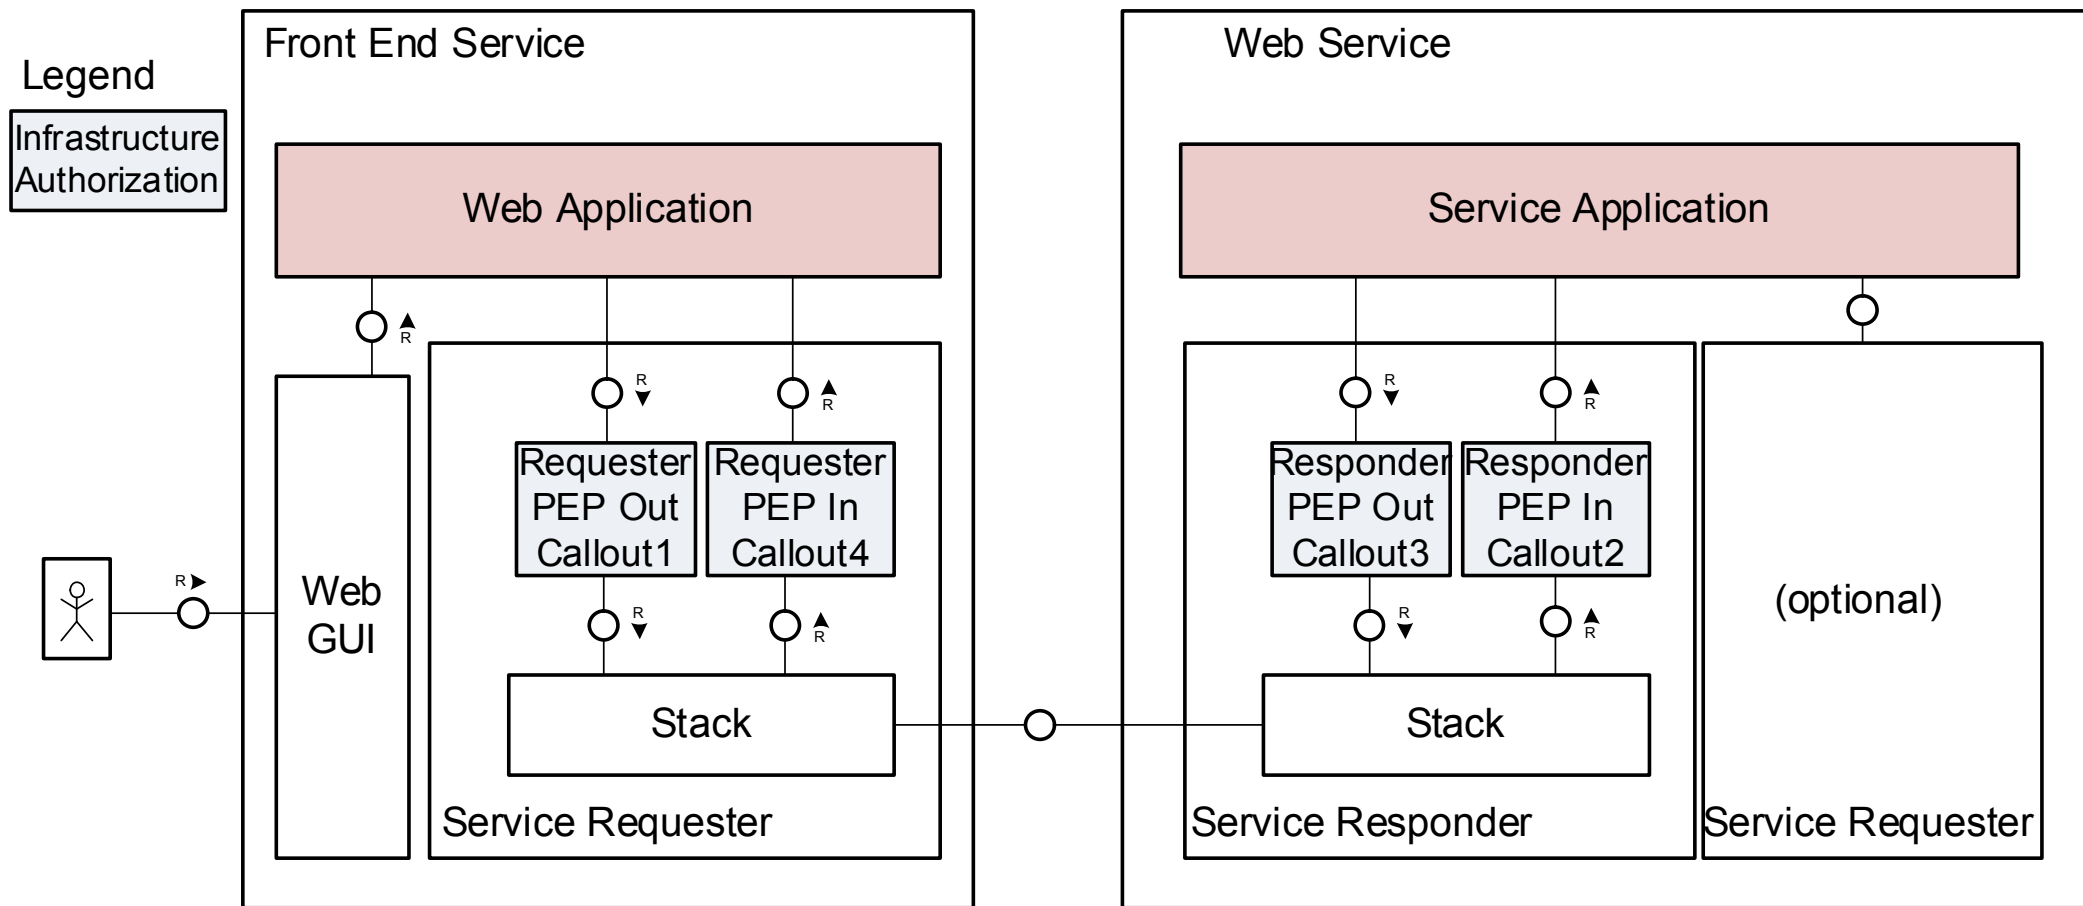 Front End Service
Web Service
Legend
Infrastructure
Authorization
Web Application
Service Application
R
R
R
R
R
Requester
PEP Out
Callout1
Requester
PEP In
Callout4
Responder
PEP Out
Callout3
Responder
PEP In
Callout2
R
Web
GUI
(optional)
R
R
R
R
Stack
Stack
Service Requester
Service Responder
Service Requester